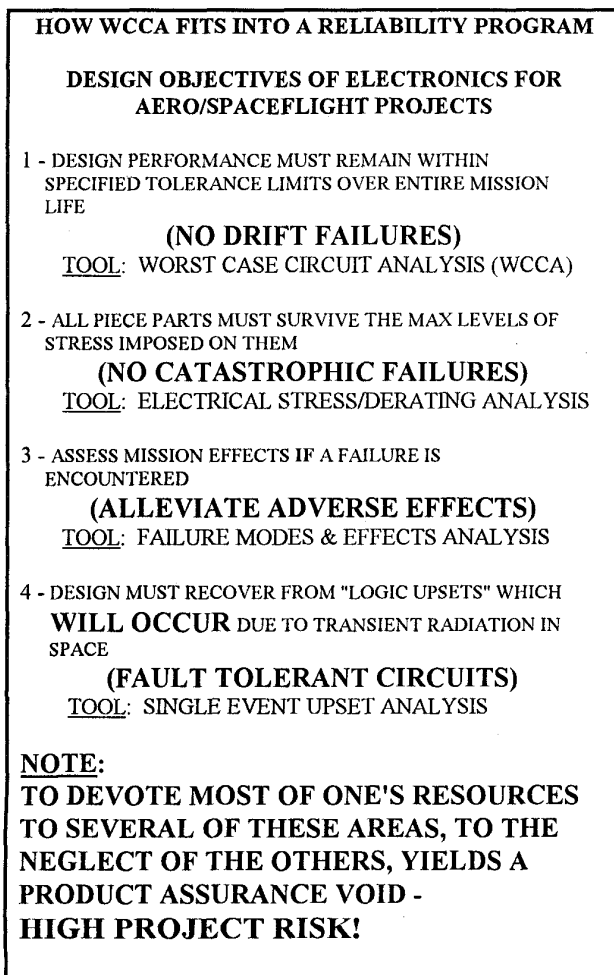 HOW WCCA FITS INTO A RELIABILITY PROGRAM
DESIGN OBJECTIVES OF ELECTRONICS FOR
AERO/SPACEFLIGHT PROJECTS
1 - DESIGN PERFORMANCE MUST REMAIN WITHIN
SPECIFIED TOLERANCE LIMITS OVER ENTIRE MISSION
LIFE
(NO DRIFT FAILURES)
TOOL: WORST CASE CIRCUIT ANALYSIS (WCCA)
2 - ALL PIECE PARTS MUST SURVIVE THE MAX LEVELS OF
STRESS IMPOSED ON THEM
(NO CATASTROPHIC FAILURES)
TOOL: ELECTRICAL STRESS/DERATING ANALYSIS
3 - ASSESS MISSION EFFECTS IF A FAILURE IS
ENCOUNTERED
(ALLEVIATE ADVERSE EFFECTS)
TOOL: FAILURE MODES & EFFECTS ANALYSIS
4 - DESIGN MUST RECOVER FROM "LOGIC UPSETS" WHICH
WILL OCCUR DUE TO TRANSIENT RADIATION IN
SPACE
(FAULT TOLERANT CIRCUITS)
TOOL: SINGLE EVENT UPSET ANALYSIS
NOTE:
TO DEVOTE MOST OF ONE'S RESOURCES
TO SEVERAL OF THESE AREAS, TO THE
NEGLECT OF THE OTHERS, YIELDS A
PRODUCT ASSURANCE VOID -
HIGH PROJECT RISK!